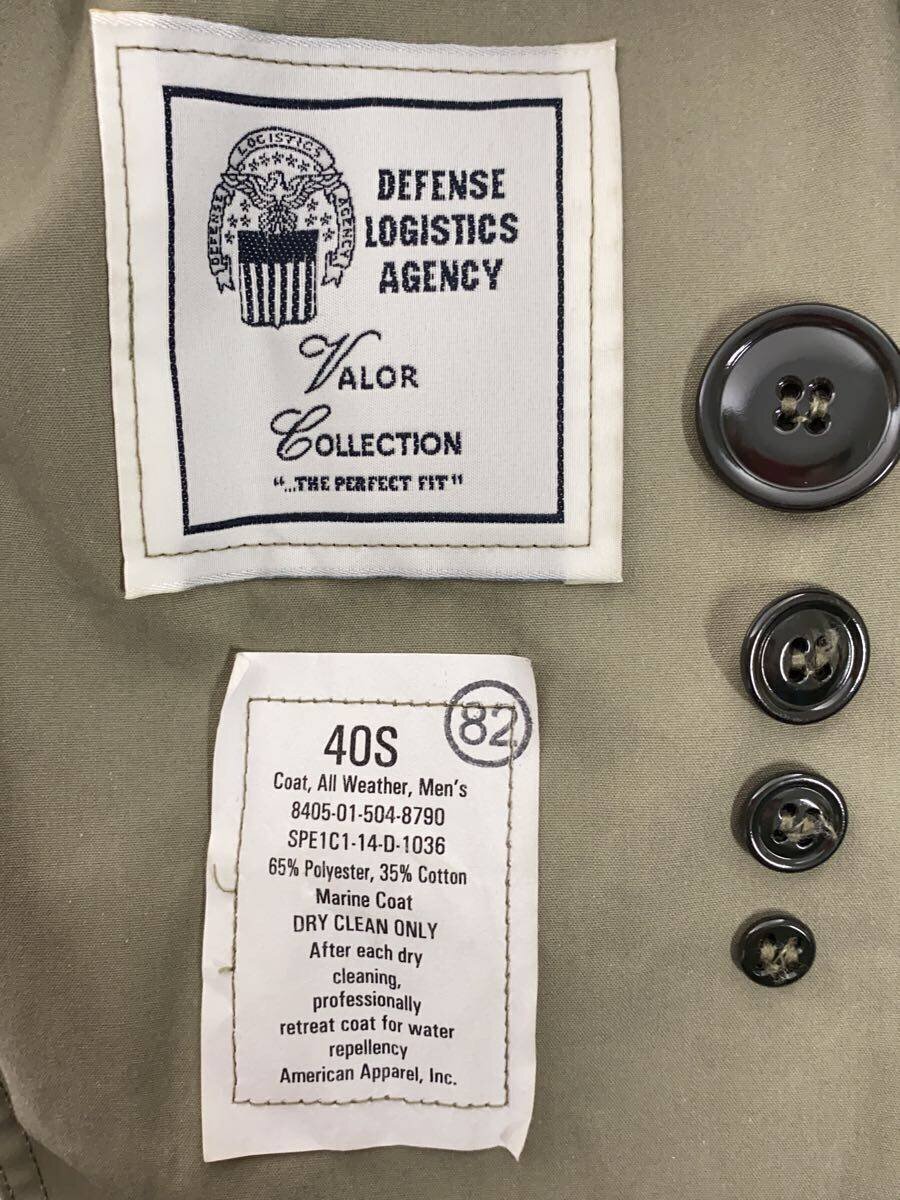 DEFENSE LOGISTICS AGENCY
DEFENSE
LOGISTICS
AGENCY
VALOR
COLLECTION
"...THE PERFECT FIT"
82
40S
Coat, All Weather, Men's
8405-01-504-8790
SPE1C1-14-D-1036
65% Polyester, 35% Cotton
Marine Coat
DRY CLEAN ONLY
After each dry
cleaning,
professionally
retreat coat for water
repellency
American Apparel, Inc.